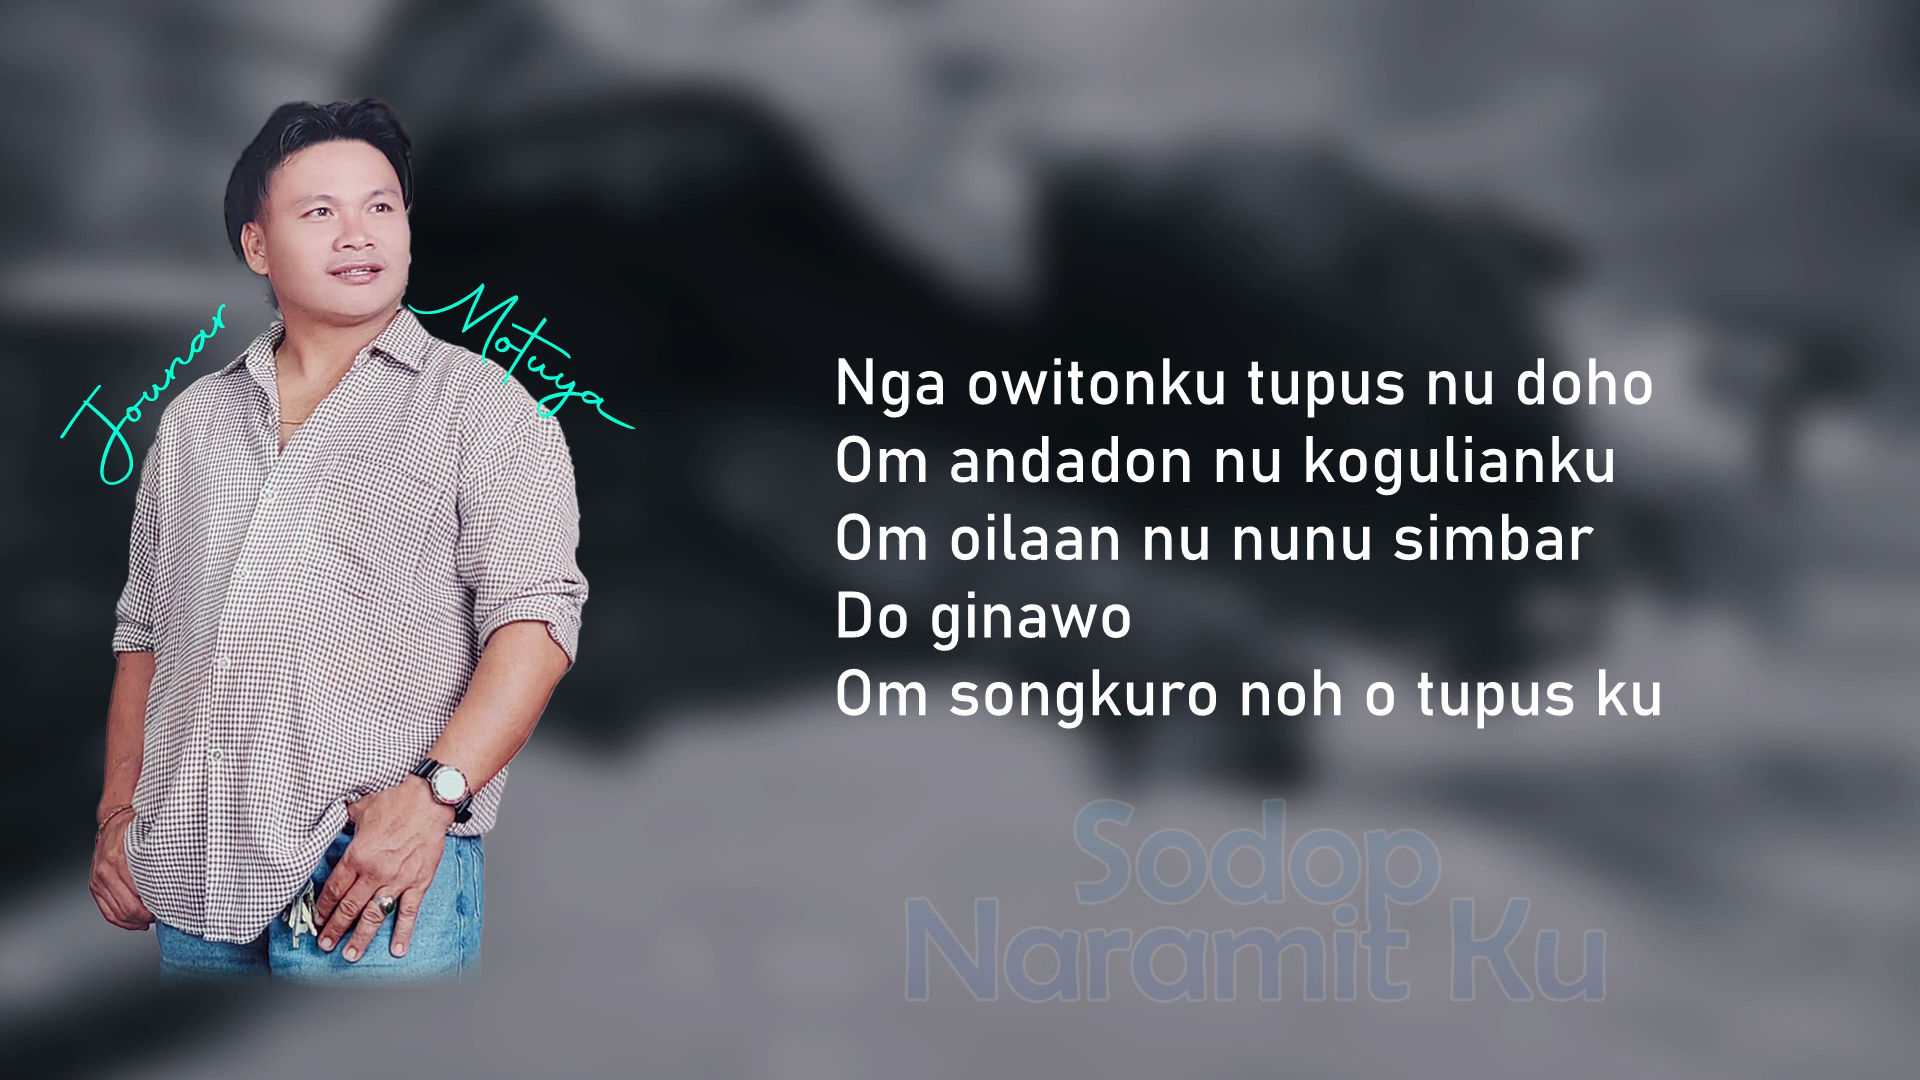 Jounar
Motuya
Nga owitonku tupus nu doho
Om andadon nu kogulianku
Om oilaan nu nunu simbar
Do ginawo
Om songkuro noh o tupus ku
Sodop
Naramit Ku